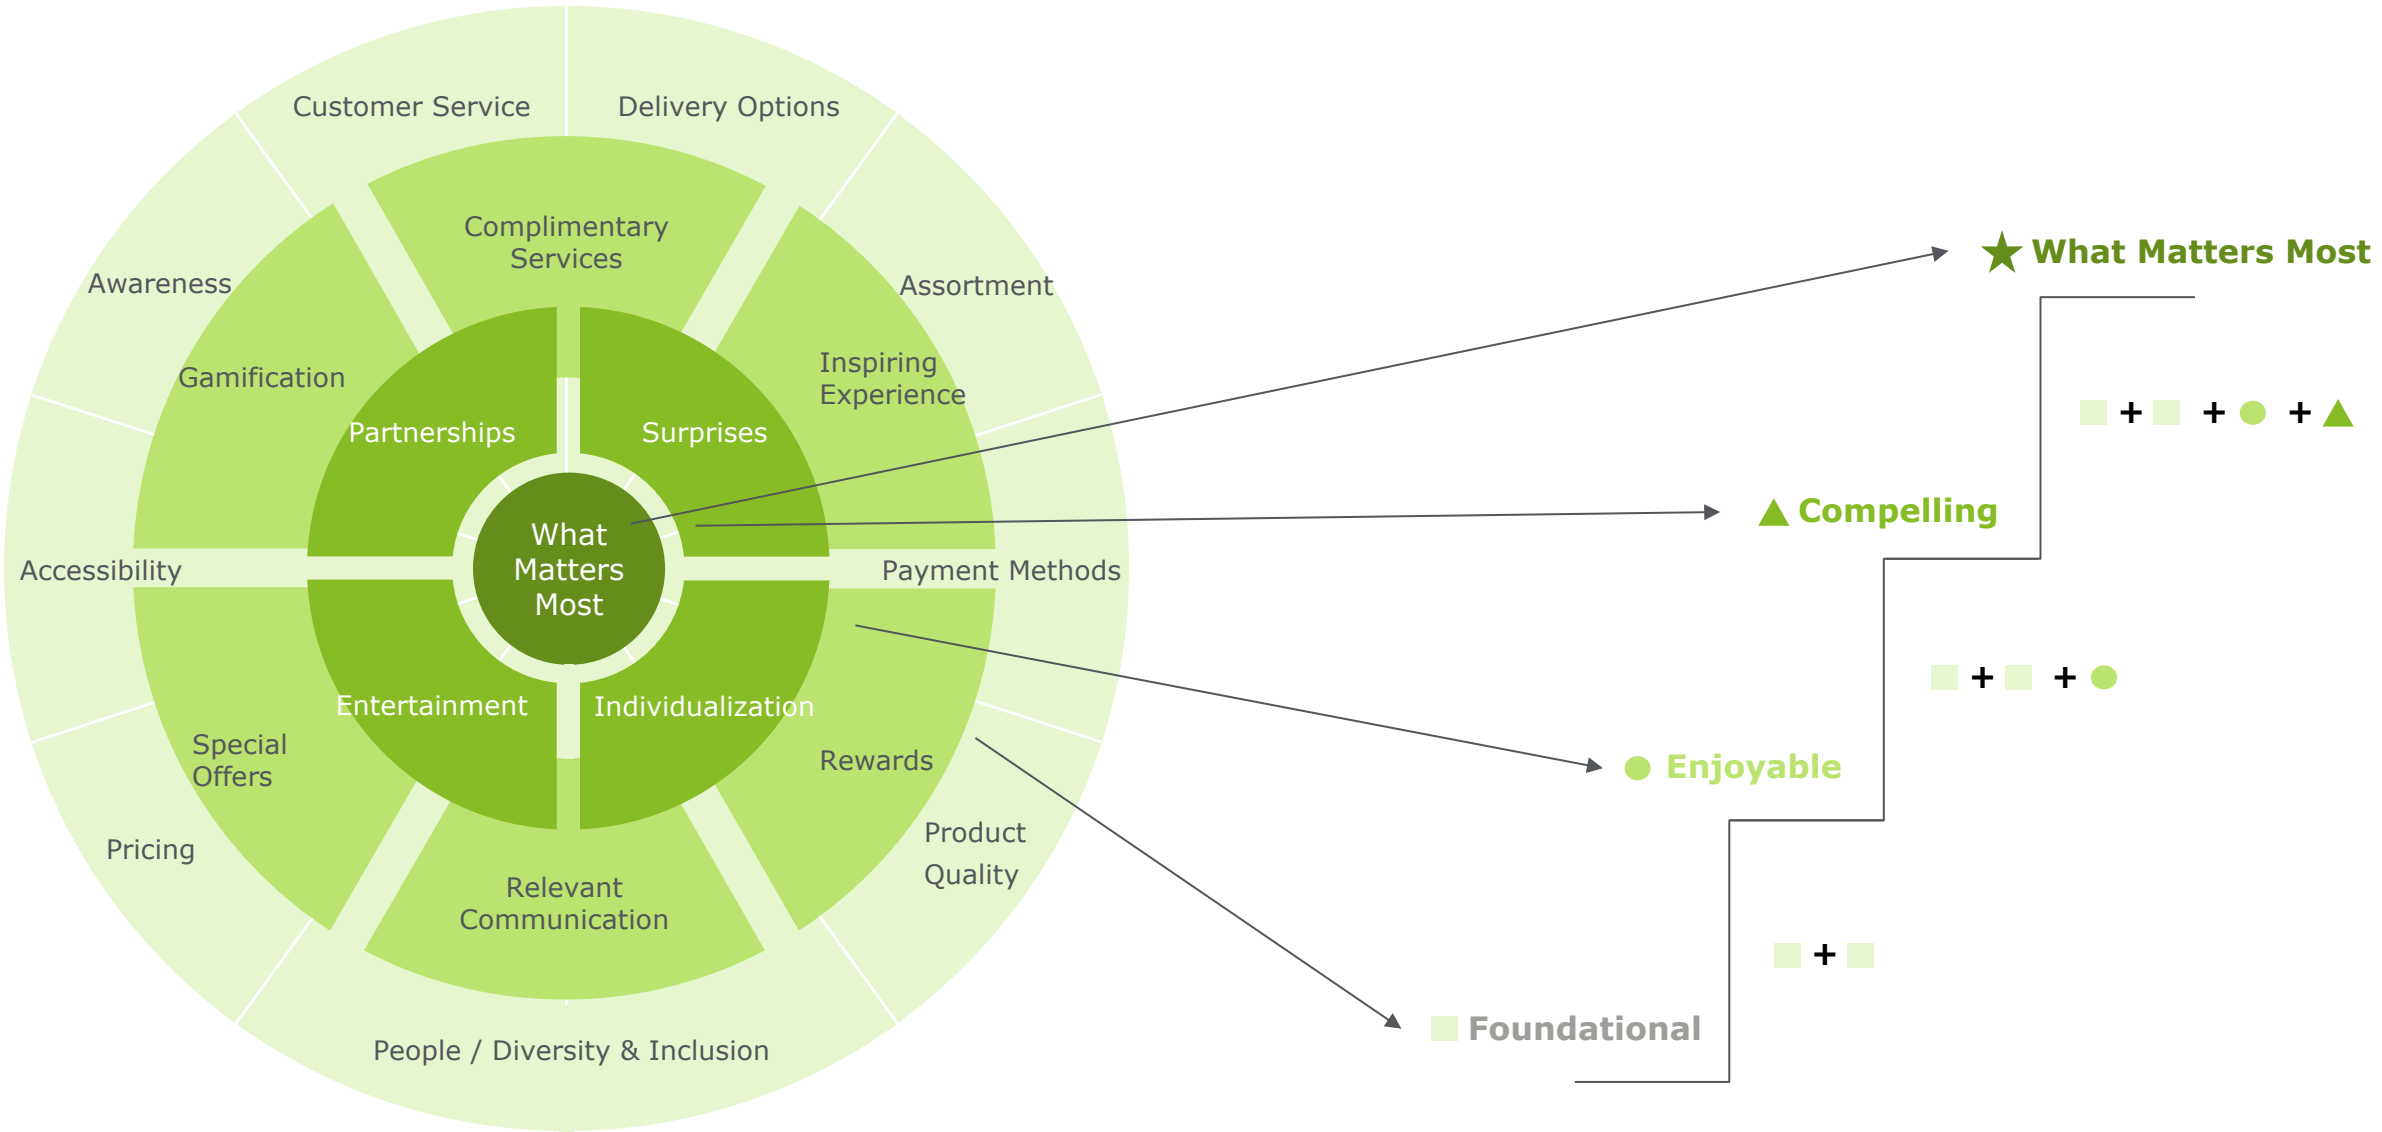 Customer Service
Delivery Options
Complimentary
Services
Awareness
Assortment
Gamification
Inspiring
Experience
Partnerships
Surprises
What
Matters
Most
Accessibility
Payment Methods
Entertainment
Individualization
Special
Offers
Rewards
Pricing
Product
Quality
Relevant
Communication
People / Diversity & Inclusion
What Matters Most
+ + +
Compelling
+ +
Enjoyable
+
Foundational